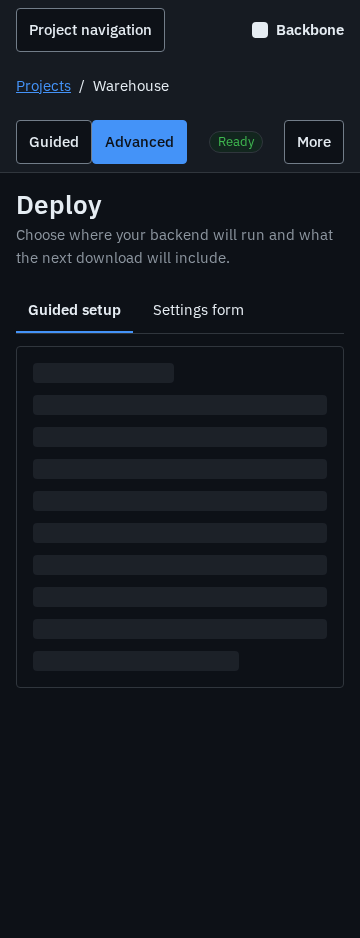 Project navigation
Backbone
Projects / Warehouse
Guided
Advanced
Ready
More
Deploy
Choose where your backend will run and what
the next download will include.
Guided setup
Settings form